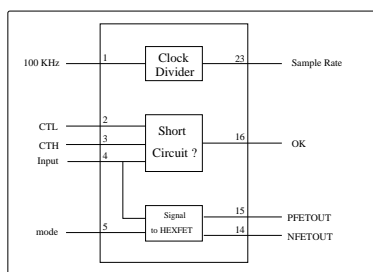 100 KHz 1 Clock Divider 23 Sample Rate
CTL 2
CTH 3 Short Circuit ? 16 OK
Input 4
Signal to HEXFET 15 PFETOUT
mode 5 14 NFETOUT